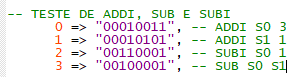 -- TESTE DE ADDI, SUB E SUBI
0 => "00010011", -- ADDI S0 3
1 => "00010101", -- ADDI S1 1
2 => "00110001", -- SUBI S0 1
3 => "00100001", -- SUB S0 S1